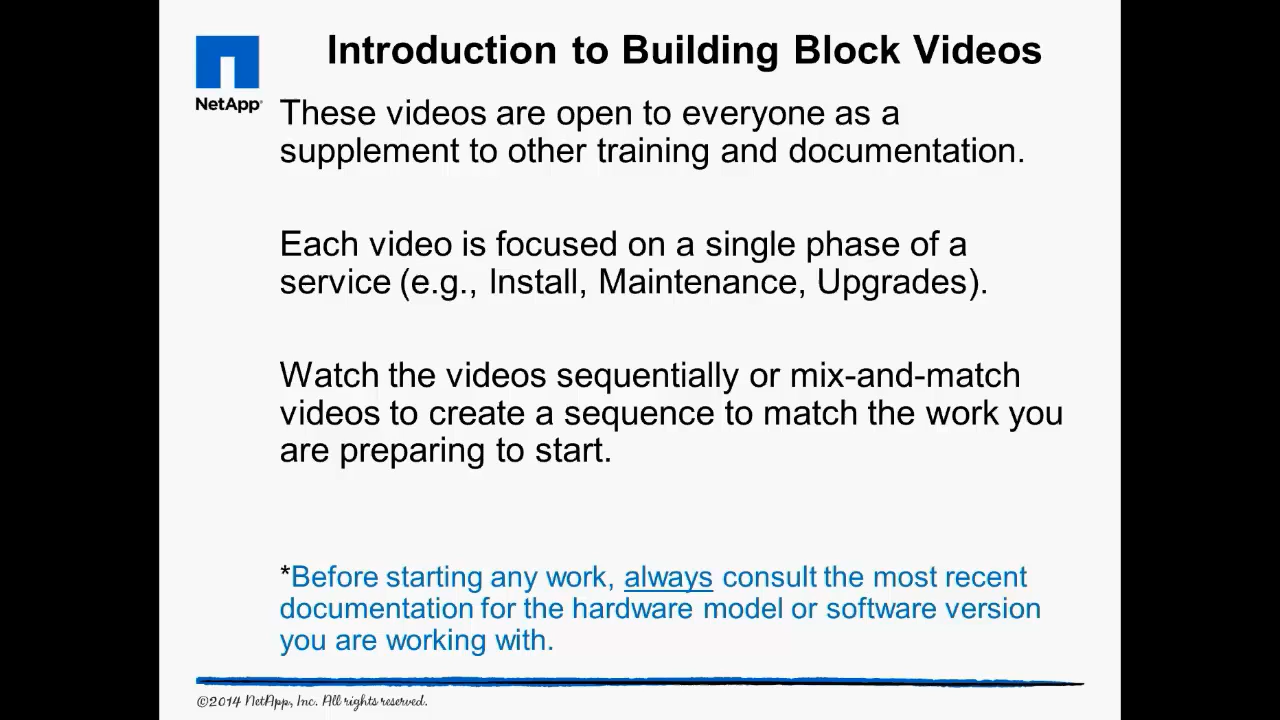 Introduction to Building Block Videos
NetApp
These videos are open to everyone as a
supplement to other training and documentation.
Each video is focused on a single phase of a
service (e.g., Install, Maintenance, Upgrades).
Watch the videos sequentially or mix-and-match
videos to create a sequence to match the work you
are preparing to start.
*Before starting any work, always consult the most recent
documentation for the hardware model or software version
you are working with.
©2014 NetApp, Inc. All rights reserved.